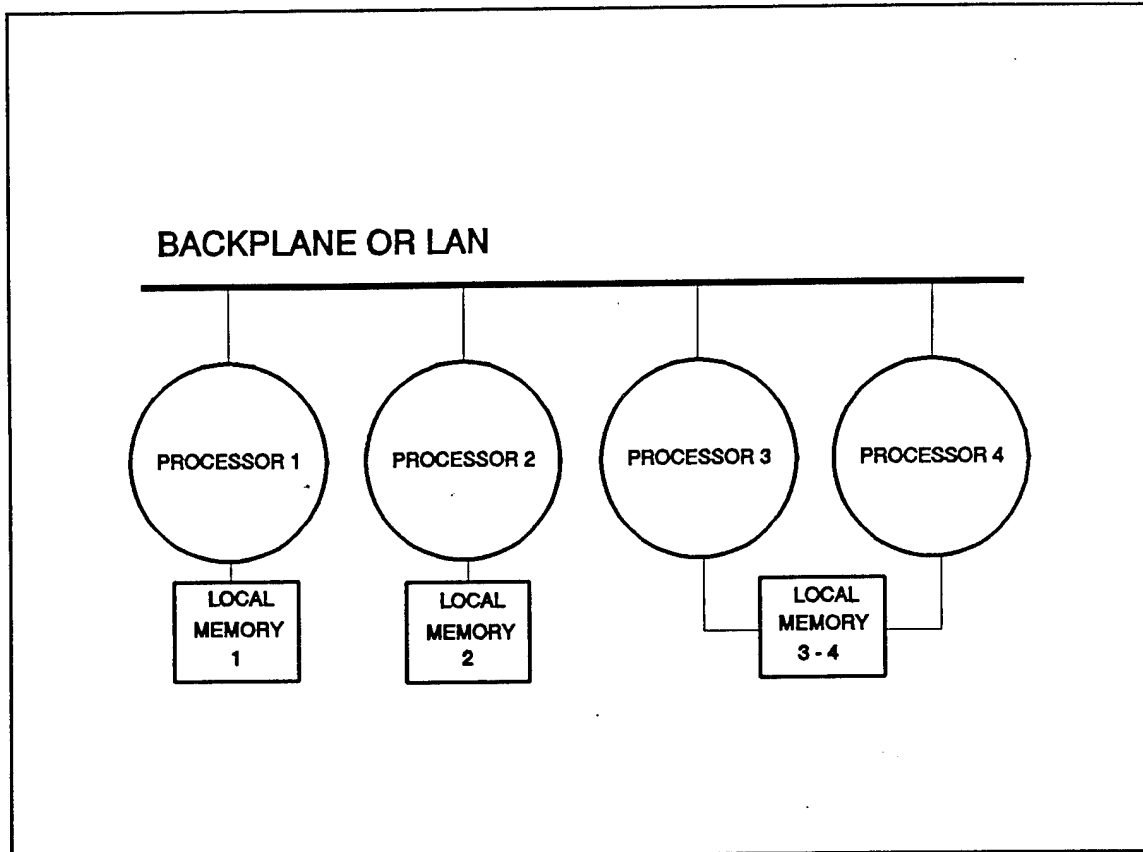 BACKPLANE OR LAN
PROCESSOR 1
PROCESSOR 2
PROCESSOR 3
PROCESSOR 4
LOCAL
MEMORY
1
LOCAL
MEMORY
2
LOCAL
MEMORY
3 - 4